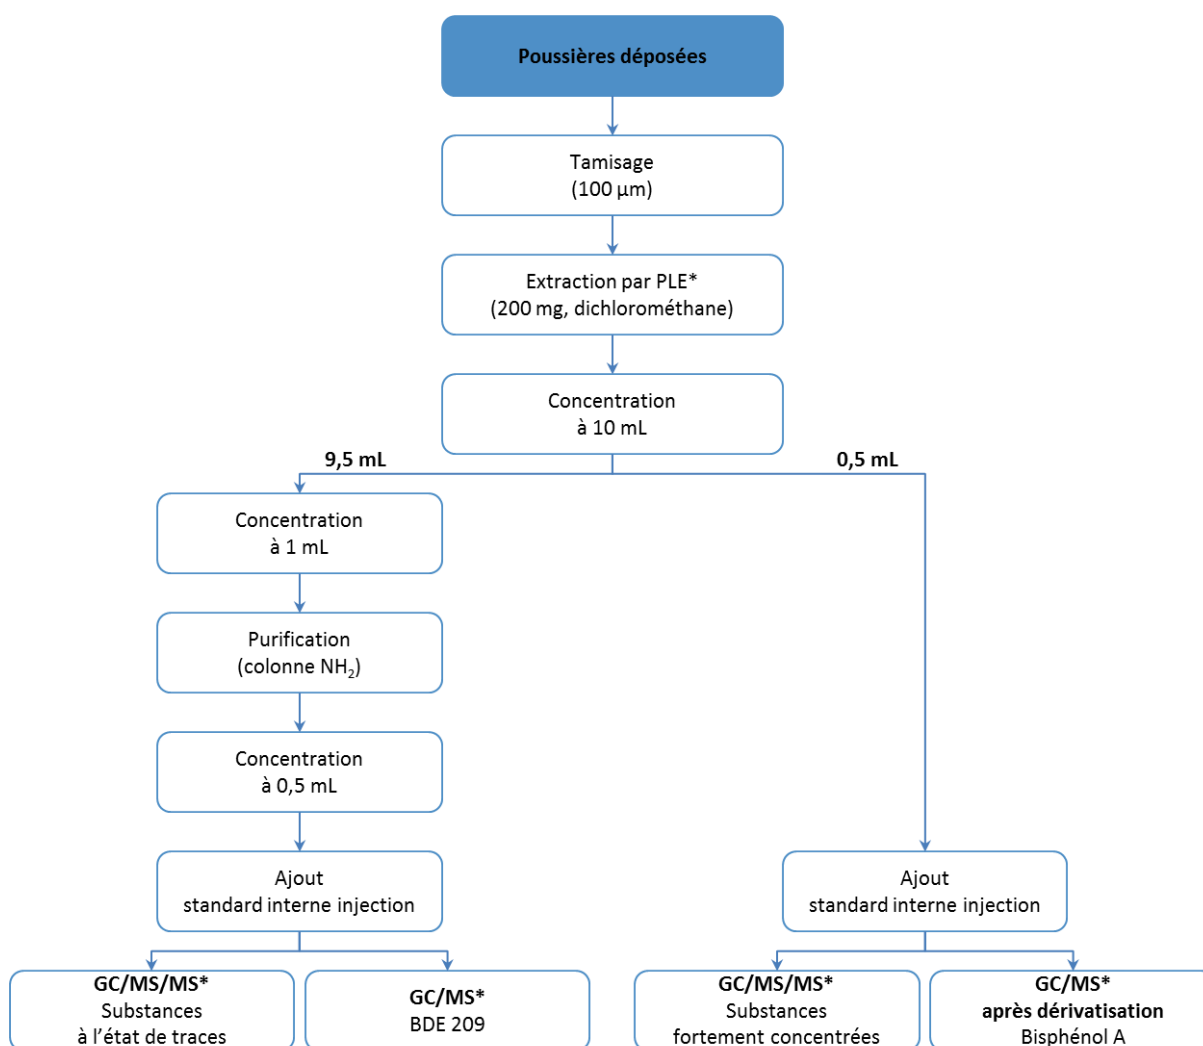 Poussières déposées
Tamisage
(100 µm)
Extraction par PLE*
(200 mg, dichlorométhane)
Concentration
à 10 mL
9,5 mL
0,5 mL
Concentration
à 1 mL
Purification
(colonne NH₂)
Concentration
à 0,5 mL
Ajout
standard interne injection
Ajout
standard interne injection
GC/MS/MS*
Substances
à l’état de traces
GC/MS*
BDE 209
GC/MS/MS*
Substances
fortement concentrées
GC/MS*
après dérivatisation
Bisphénol A